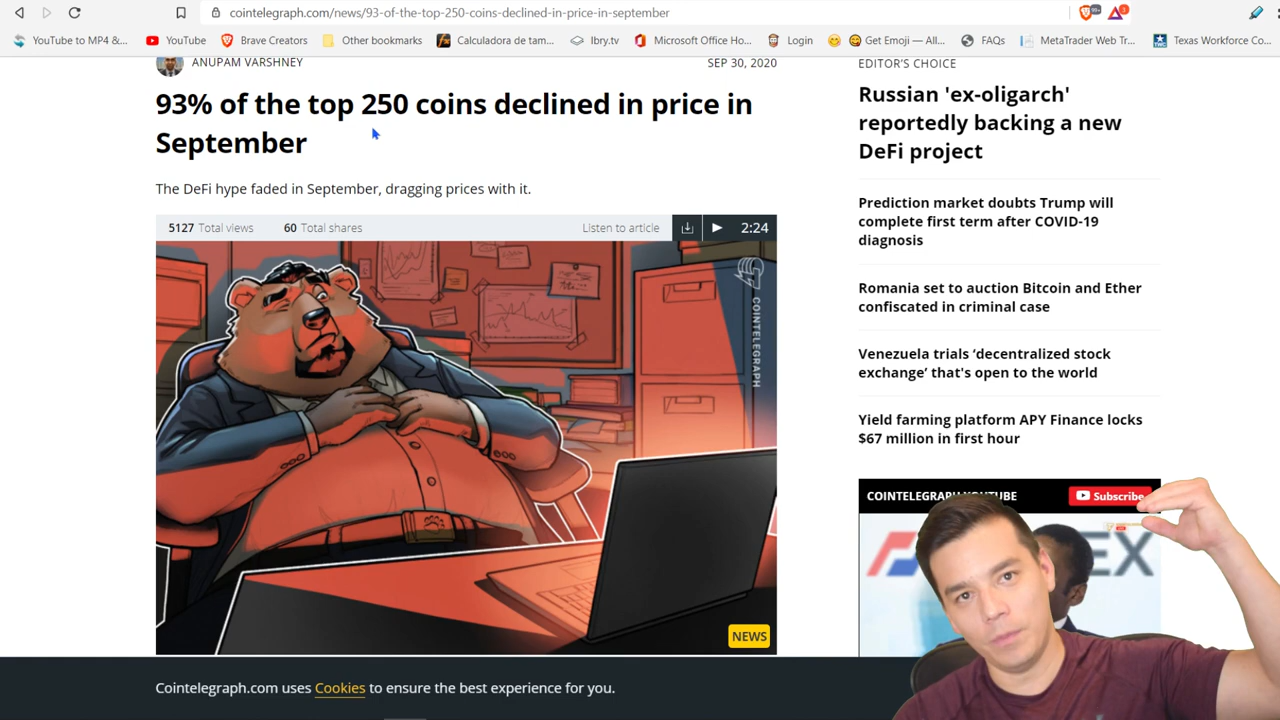 cointelegraph.com/news/93-of-the-top-250-coins-declined-in-price-in-september
99+
3
YouTube to MP4 &...
YouTube
Brave Creators
Other bookmarks
Calculadora de tam...
lbry.tv
Microsoft Office Ho...
Login
Get Emoji — All...
FAQs
MetaTrader Web Tr...
Texas Workforce Co...
ANUPAM VARSHNEY
SEP 30, 2020
93% of the top 250 coins declined in price in
September
The DeFi hype faded in September, dragging prices with it.
5127 Total views
60 Total shares
Listen to article
2:24
COINTELEGRAPH
NEWS
EDITOR'S CHOICE
Russian 'ex-oligarch'
reportedly backing a new
DeFi project
Prediction market doubts Trump will
complete first term after COVID-19
diagnosis
Romania set to auction Bitcoin and Ether
confiscated in criminal case
Venezuela trials ‘decentralized stock
exchange’ that's open to the world
Yield farming platform APY Finance locks
$67 million in first hour
COINTELEGRAPH YOUTUBE
Subscribe
EX
Cointelegraph.com uses Cookies to ensure the best experience for you.